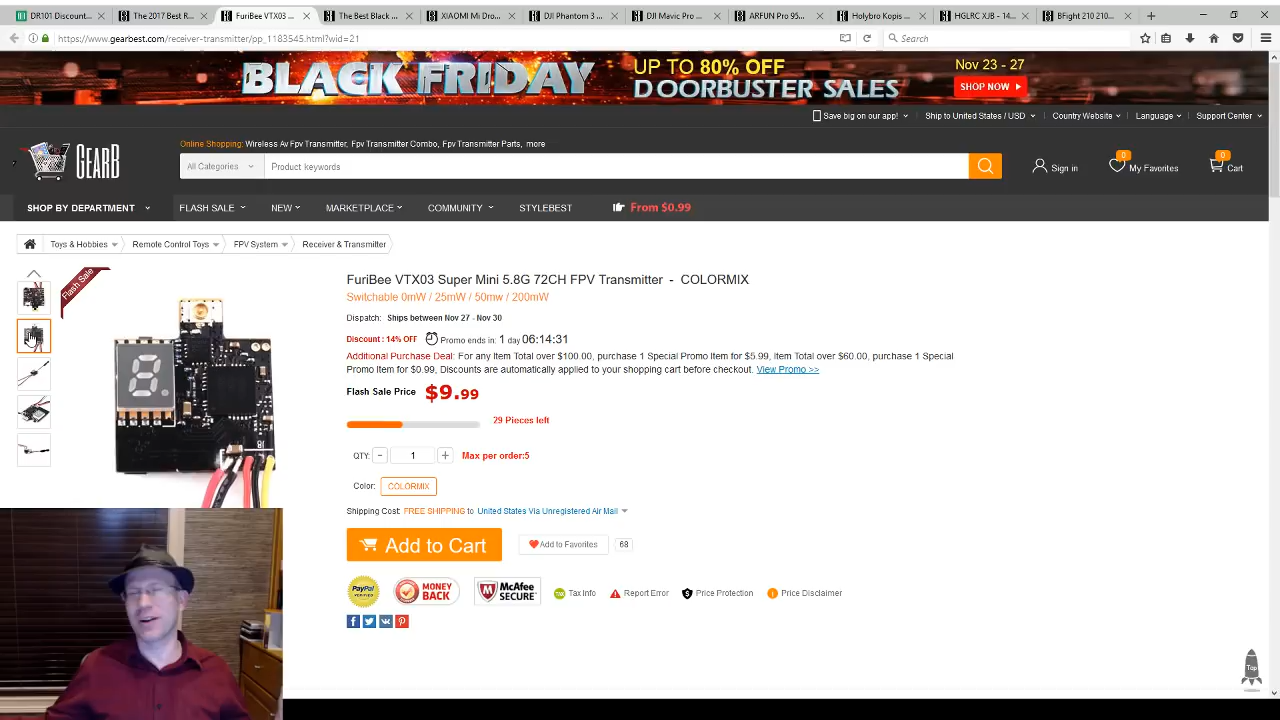 DR101 Discount... The 2017 Best R... FuriBee VTX03 ... The Best Black ... XIAOMI Mi Dro... DJI Phantom 3 ... DJI Mavic Pro ... ARFUN Pro 95... Holybro Kopis ... HGLRC XJB - 14... BFight 210 210...
https://www.gearbest.com/receiver-transmitter/pp_1183545.html?wid=21
Search
BLACK FRIDAY
UP TO 80% OFF
DOORBUSTER SALES
Nov 23 - 27
SHOP NOW
Save big on our app! Ship to United States / USD Country Website Language Support Center
GEARB
Online Shopping: Wireless Av Fpv Transmitter, Fpv Transmitter Combo, Fpv Transmitter Parts, more
All Categories Product keywords
Sign in 0 My Favorites 0 Cart
SHOP BY DEPARTMENT FLASH SALE NEW MARKETPLACE COMMUNITY STYLEBEST From $0.99
Toys & Hobbies Remote Control Toys FPV System Receiver & Transmitter
Flash Sale
FuriBee VTX03 Super Mini 5.8G 72CH FPV Transmitter - COLORMIX
Switchable 0mW / 25mW / 50mw / 200mW
Dispatch: Ships between Nov 27 - Nov 30
Discount: 14% OFF Promo ends in: 1 day 06:14:31
Additional Purchase Deal: For any Item Total over $100.00, purchase 1 Special Promo Item for $5.99, Item Total over $60.00, purchase 1 Special
Promo Item for $0.99, Discounts are automatically applied to your shopping cart before checkout. View Promo >>
Flash Sale Price $9.99
29 Pieces left
QTY: - 1 + Max per order:5
Color: COLORMIX
Shipping Cost: FREE SHIPPING to United States Via Unregistered Air Mail
Add to Cart Add to Favorites 68
PayPal VERIFIED MONEY BACK McAfee SECURE Tax Info Report Error Price Protection Price Disclaimer
Top